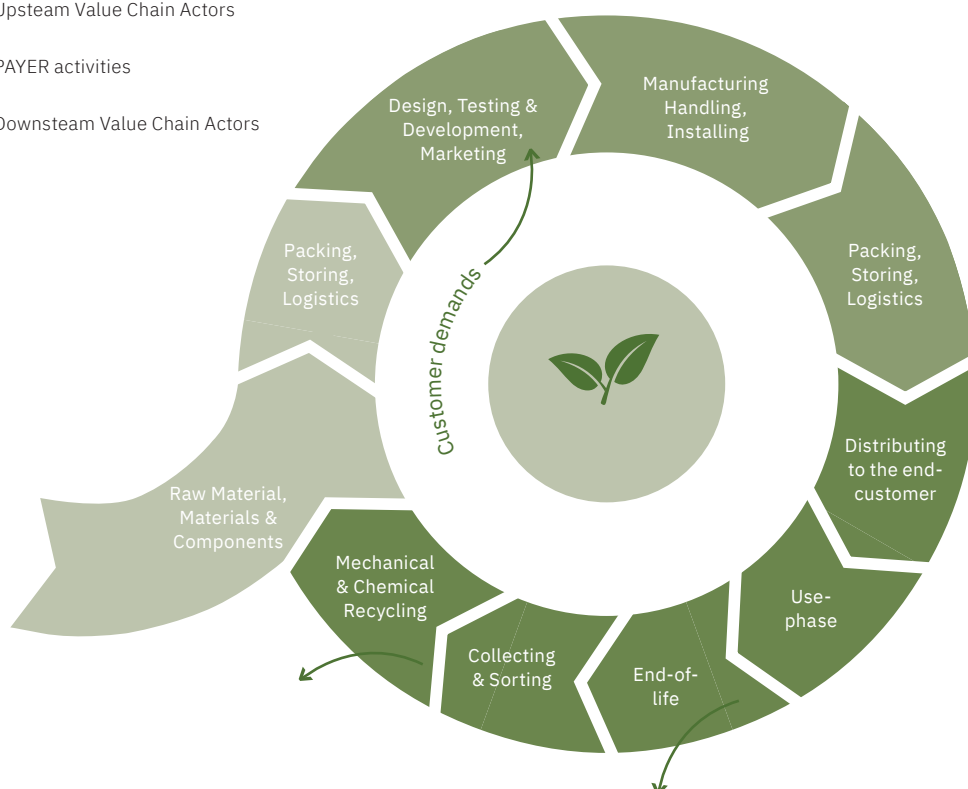 Upsteam Value Chain Actors
PAYER activities
Downsteam Value Chain Actors
Design, Testing &
Development,
Marketing
Manufacturing
Handling,
Installing
Packing,
Storing,
Logistics
Packing,
Storing,
Logistics
Customer demands
Distributing
to the end-
customer
Raw Material,
Materials &
Components
Mechanical
& Chemical
Recycling
Use-
phase
Collecting
& Sorting
End-of-
life